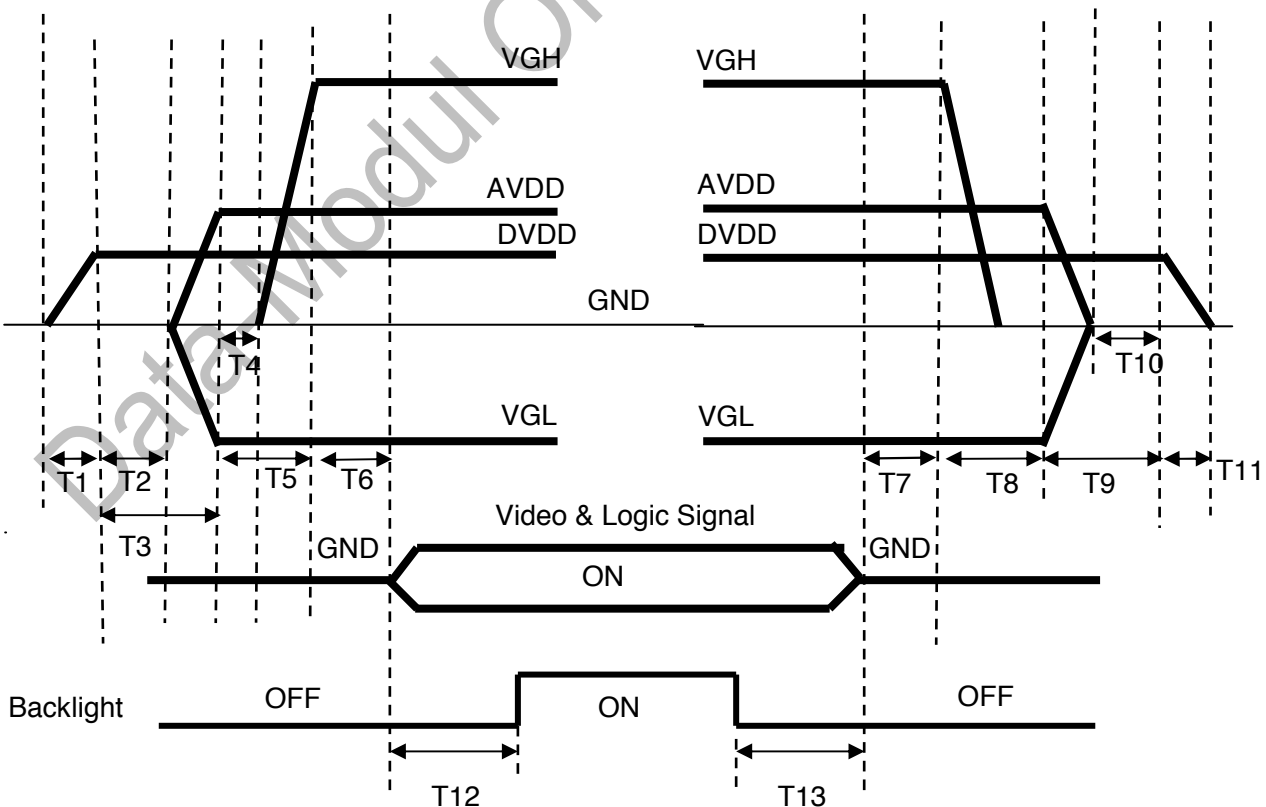 VGH VGH
AVDD AVDD
DVDD DVDD
GND
T4 T10
VGL VGL
T1 T2 T5 T6 T7 T8 T9 T11
Video & Logic Signal
T3 GND GND
ON
Backlight OFF ON OFF
T12 T13
Data-Modul